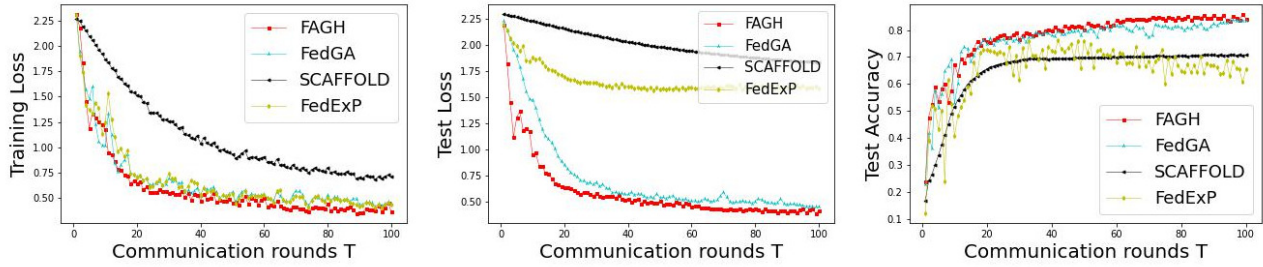 Training Loss
2.25
2.00
1.75
1.50
1.25
1.00
0.75
0.50
FAGH
FedGA
SCAFFOLD
FedExP
0 20 40 60 80 100
Communication rounds T
Test Loss
2.25
2.00
1.75
1.50
1.25
1.00
0.75
0.50
FAGH
FedGA
SCAFFOLD
FedExP
0 20 40 60 80 100
Communication rounds T
Test Accuracy
0.8
0.7
0.6
0.5
0.4
0.3
0.2
0.1
FAGH
FedGA
SCAFFOLD
FedExP
0 20 40 60 80 100
Communication rounds T